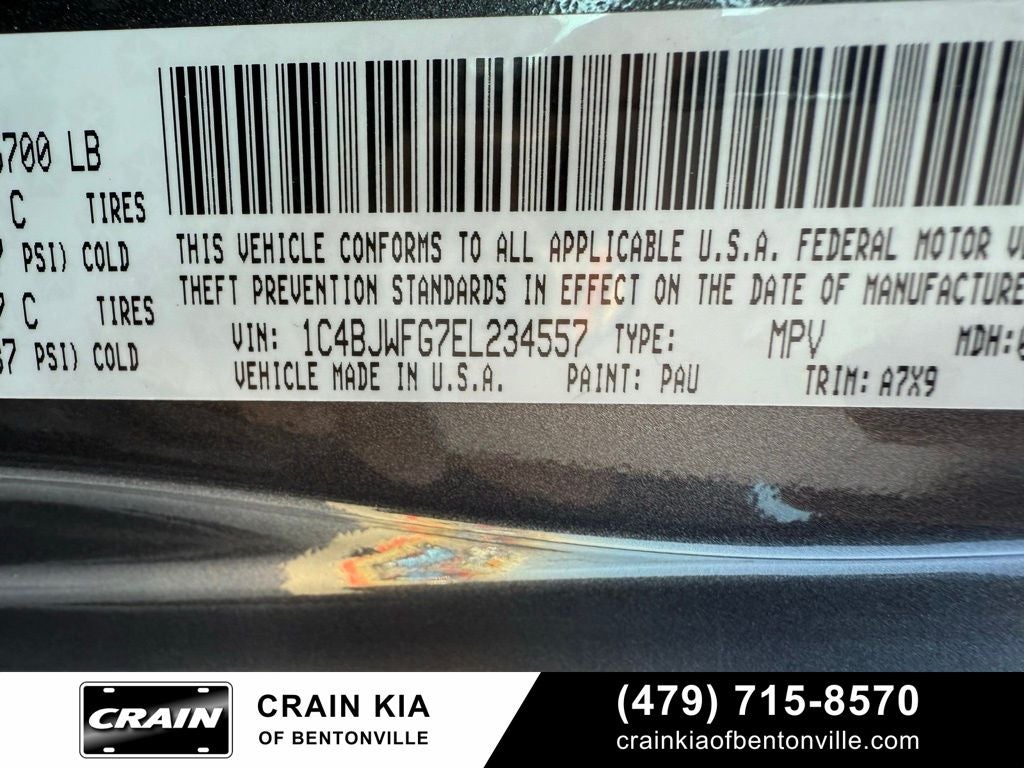 700 LB
C TIRES
PSI) COLD
C TIRES
PSI) COLD
THIS VEHICLE CONFORMS TO ALL APPLICABLE U.S.A. FEDERAL MOTOR
THEFT PREVENTION STANDARDS IN EFFECT ON THE DATE OF MANUFACTURE
VIN: 1C4BJWFG7EL234557 TYPE: MPV MDH:
VEHICLE MADE IN U.S.A. PAINT: PAU TRIM: A7X9
CRAIN
CRAIN KIA
OF BENTONVILLE
(479) 715-8570
crainkiaofbentonville.com